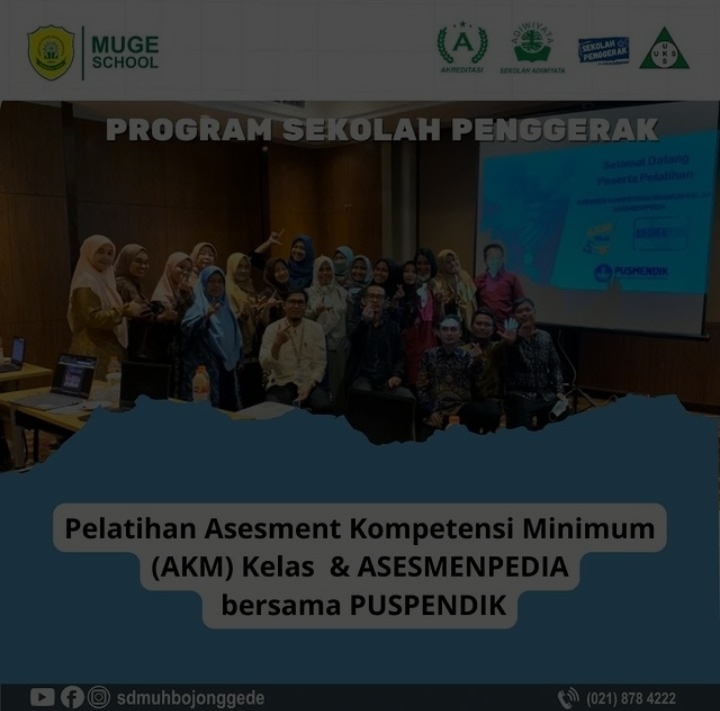 MUGE
SCHOOL
A
AKREDITASI
ADIWIYATA
SEKOLAH ADIWIYATA
SEKOLAH
PENGGERAK
U
U K S
S
PROGRAM SEKOLAH PENGGERAK
Selamat Datang
Peserta Pelatihan
PUSMENDIK
Pelatihan Asesment Kompetensi Minimum
(AKM) Kelas & ASESMENPEDIA
bersama PUSPENDIK
sdmuhbojonggede
(021) 878 4222